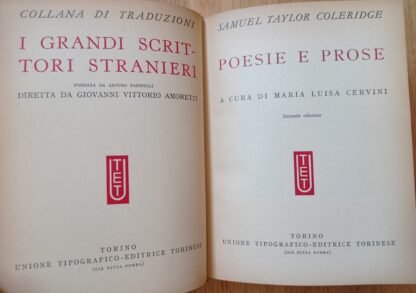 COLLANA DI TRADUZIONI
I GRANDI SCRIT-
TORI STRANIERI
FONDATA DA ARTURO FARINELLI
DIRETTA DA GIOVANNI VITTORIO AMORETTI
UTET
TORINO
UNIONE TIPOGRAFICO-EDITRICE TORINESE
(GIÀ DITTA POMBA)
SAMUEL TAYLOR COLERIDGE
POESIE E PROSE
A CURA DI MARIA LUISA CERVINI
Seconda edizione
UTET
TORINO
UNIONE TIPOGRAFICO-EDITRICE TORINESE
(GIÀ DITTA POMBA)